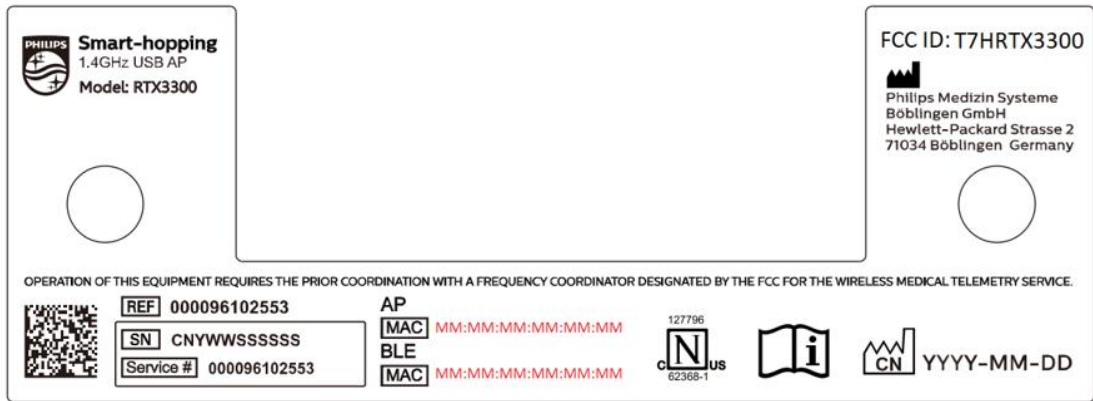 PHILIPS
Smart-hopping
1.4GHz USB AP
Model: RTX3300
FCC ID: T7HRTX3300
Philips Medizin Systeme
Böblingen GmbH
Hewlett-Packard Strasse 2
71034 Böblingen Germany
OPERATION OF THIS EQUIPMENT REQUIRES THE PRIOR COORDINATION WITH A FREQUENCY COORDINATOR DESIGNATED BY THE FCC FOR THE WIRELESS MEDICAL TELEMETRY SERVICE.
REF 000096102553
SN CNYWWSSSSSS
Service # 000096102553
AP
MAC MM:MM:MM:MM:MM:MM
BLE
MAC MM:MM:MM:MM:MM:MM
127796
c N US
62368-1
i
CN YYYY-MM-DD